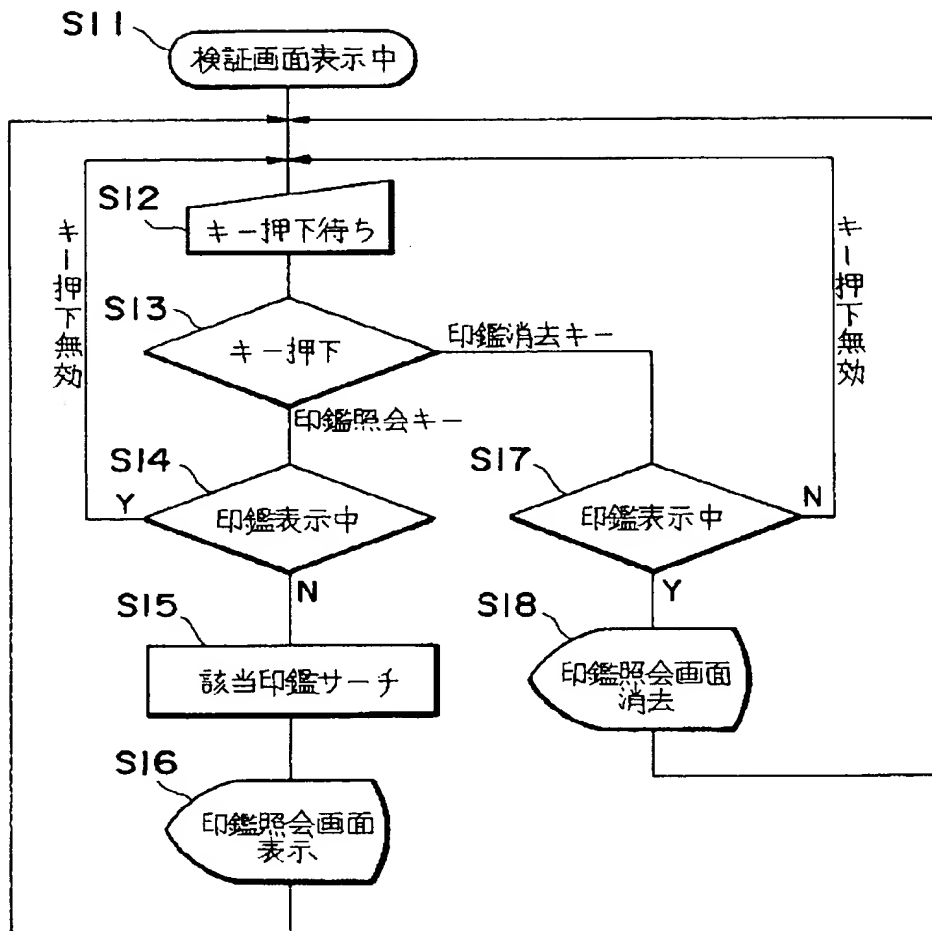 S11
検証画面表示中
S12
キー押下待ち
キー押下無効
キー押下無効
S13
キー押下
印鑑消去キー
印鑑照会キー
S14
印鑑表示中
Y
N
S17
印鑑表示中
N
Y
S15
該当印鑑サーチ
S18
印鑑照会画面
消去
S16
印鑑照会画面
表示